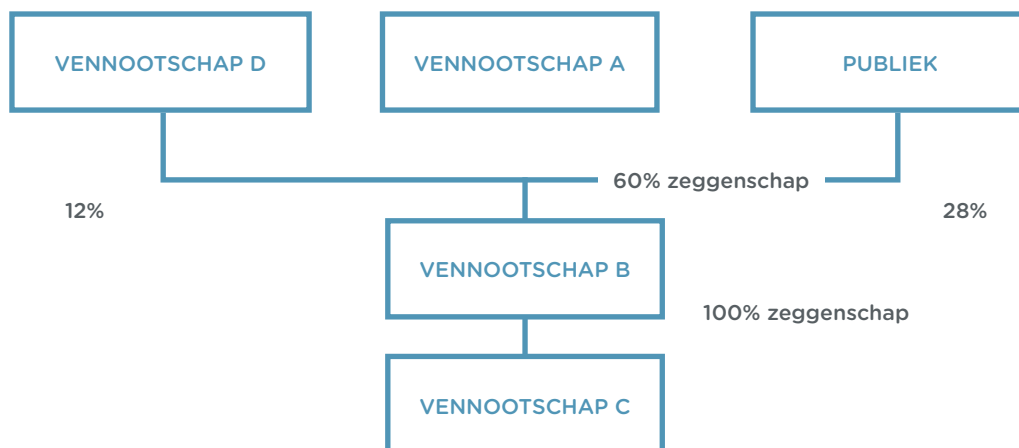 VENNOOTSCHAP D
VENNOOTSCHAP A
PUBLIEK
60% zeggenschap
12%
28%
VENNOOTSCHAP B
100% zeggenschap
VENNOOTSCHAP C